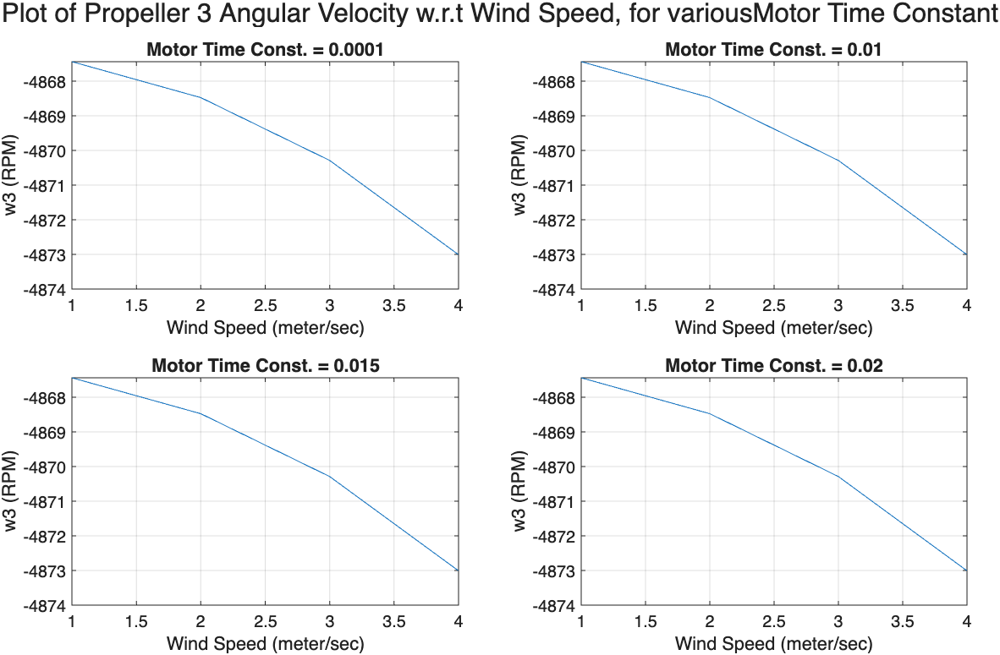 Plot of Propeller 3 Angular Velocity w.r.t Wind Speed, for variousMotor Time Constant
Motor Time Const. = 0.0001
w3 (RPM)
-4868
-4869
-4870
-4871
-4872
-4873
-4874
1 1.5 2 2.5 3 3.5 4
Wind Speed (meter/sec)
Motor Time Const. = 0.01
w3 (RPM)
-4868
-4869
-4870
-4871
-4872
-4873
-4874
1 1.5 2 2.5 3 3.5 4
Wind Speed (meter/sec)
Motor Time Const. = 0.015
w3 (RPM)
-4868
-4869
-4870
-4871
-4872
-4873
-4874
1 1.5 2 2.5 3 3.5 4
Wind Speed (meter/sec)
Motor Time Const. = 0.02
w3 (RPM)
-4868
-4869
-4870
-4871
-4872
-4873
-4874
1 1.5 2 2.5 3 3.5 4
Wind Speed (meter/sec)